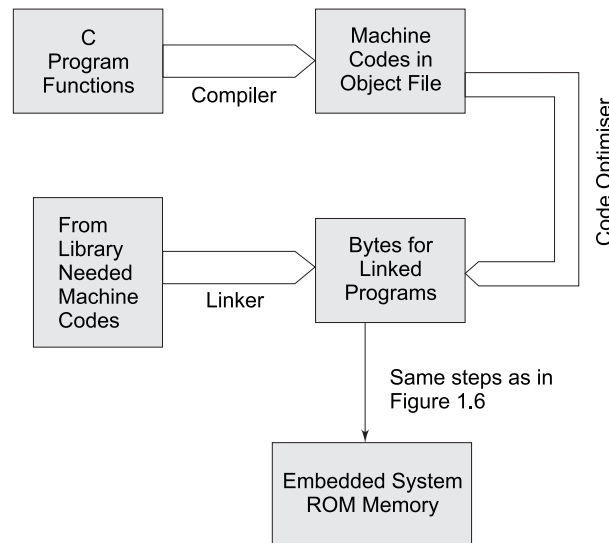 C
Program
Functions
Compiler
Machine
Codes in
Object File
Code Optimiser
From
Library
Needed
Machine
Codes
Linker
Bytes for
Linked
Programs
Same steps as in
Figure 1.6
Embedded System
ROM Memory